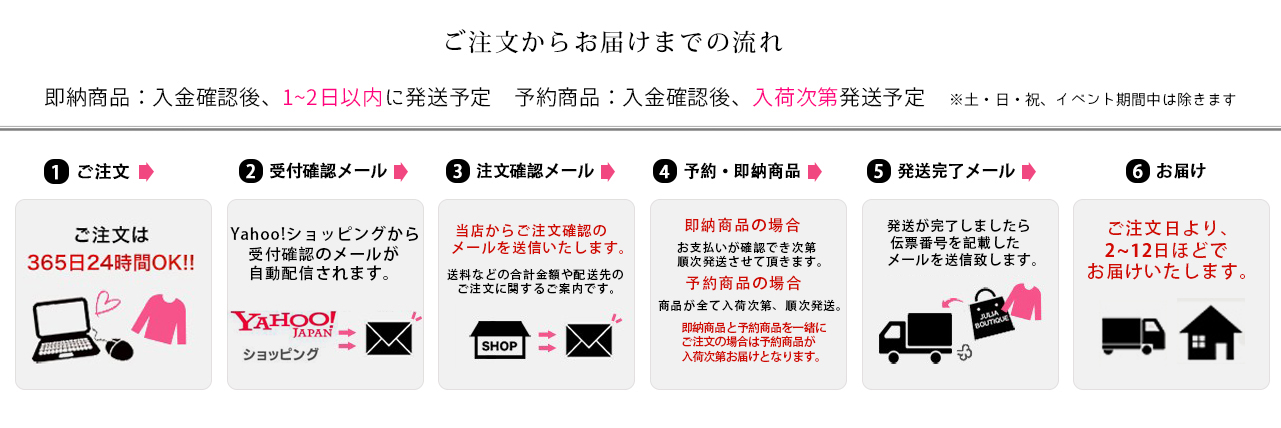 ご注文からお届けまでの流れ
即納商品：入金確認後、1~2日以内に発送予定　予約商品：入金確認後、入荷次第発送予定　※土・日・祝、イベント期間中は除きます
1 ご注文
ご注文は
365日24時間OK!!
2 受付確認メール
Yahoo!ショッピングから
受付確認のメールが
自動配信されます。
YAHOO!
JAPAN
ショッピング
3 注文確認メール
当店からご注文確認の
メールを送信いたします。
送料などの合計金額や配送先の
ご注文に関するご案内です。
SHOP
4 予約・即納商品
即納商品の場合
お支払いが確認でき次第
順次発送させて頂きます。
予約商品の場合
商品が全て入荷次第、順次発送。
即納商品と予約商品を一緒に
ご注文の場合は予約商品が
入荷次第お届けとなります。
5 発送完了メール
発送が完了しましたら
伝票番号を記載した
メールを送信致します。
JULIA
BOUTIQUE
6 お届け
ご注文日より、
2~12日ほどで
お届けいたします。